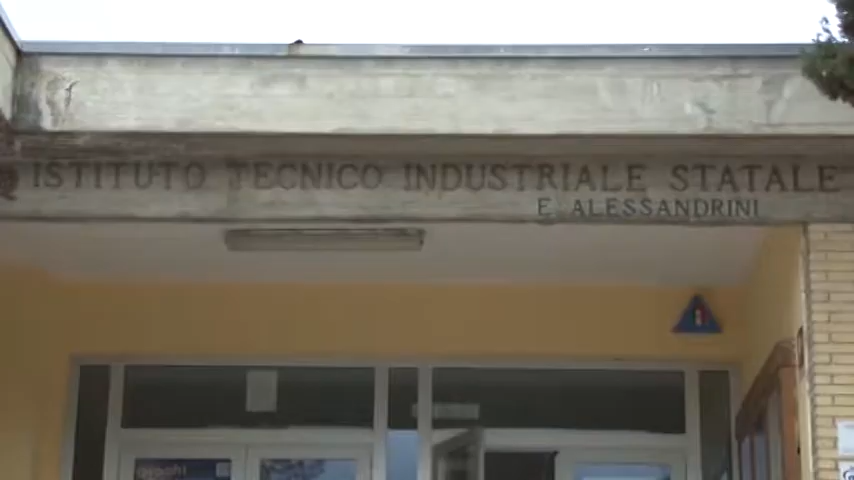 ISTITUTO TECNICO INDUSTRIALE STATALE
E. ALESSANDRINI